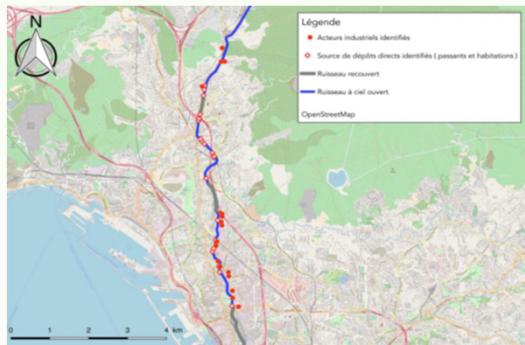 N
Légende
Acteurs industriels identifiés
Source de dépôts directs identifiés ( passants et habitations )
Ruisseau recouvert
Ruisseau à ciel ouvert
OpenStreetMap
0 1 2 3 4 km